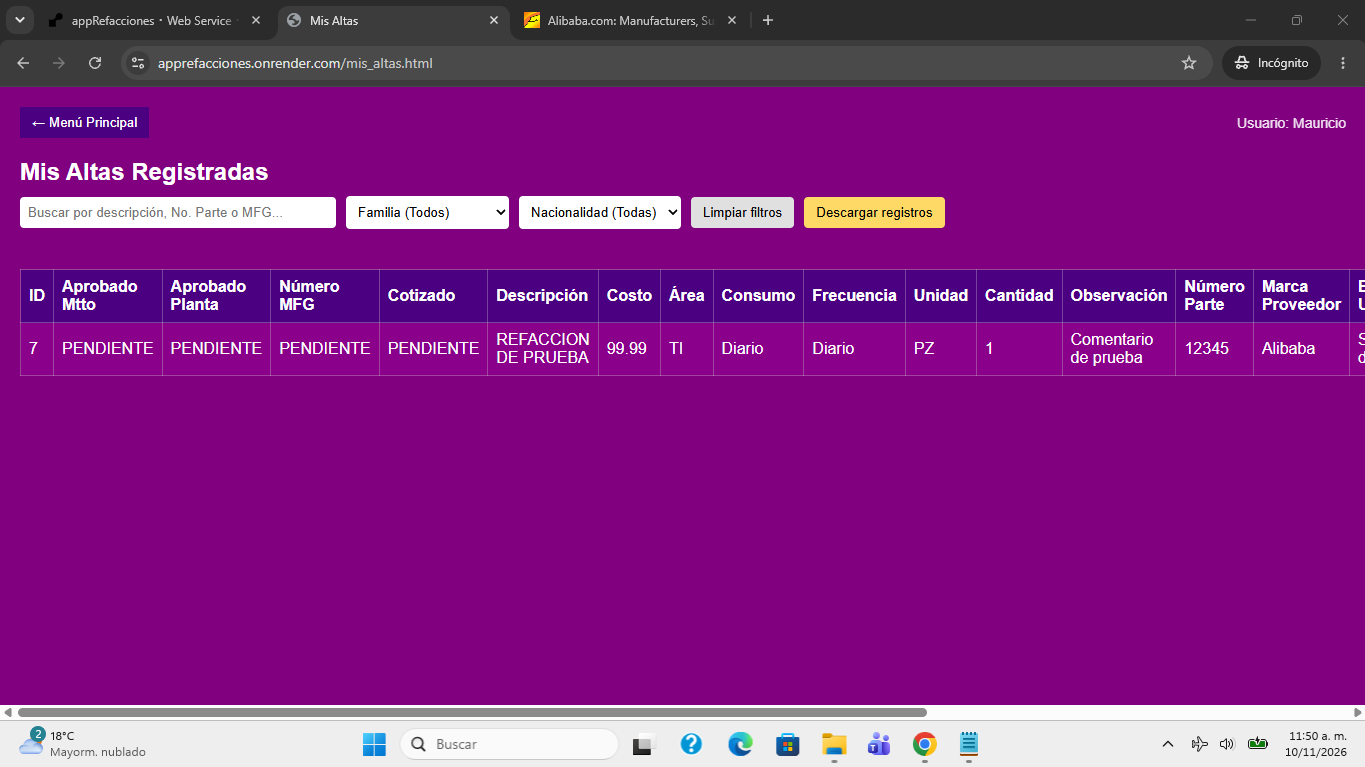 appRefacciones · Web Service
Mis Altas
Alibaba.com: Manufacturers, Su
apprefacciones.onrender.com/mis_altas.html
Incógnito
← Menú Principal
Usuario: Mauricio
Mis Altas Registradas
Buscar por descripción, No. Parte o MFG...
Familia (Todos)
Nacionalidad (Todas)
Limpiar filtros
Descargar registros
ID Aprobado Mtto Aprobado Planta Número MFG Cotizado Descripción Costo Área Consumo Frecuencia Unidad Cantidad Observación Número Parte Marca Proveedor
7 PENDIENTE PENDIENTE PENDIENTE PENDIENTE REFACCION DE PRUEBA 99.99 TI Diario Diario PZ 1 Comentario de prueba 12345 Alibaba
2
18°C
Mayorm. nublado
Buscar
11:50 a. m.
10/11/2026